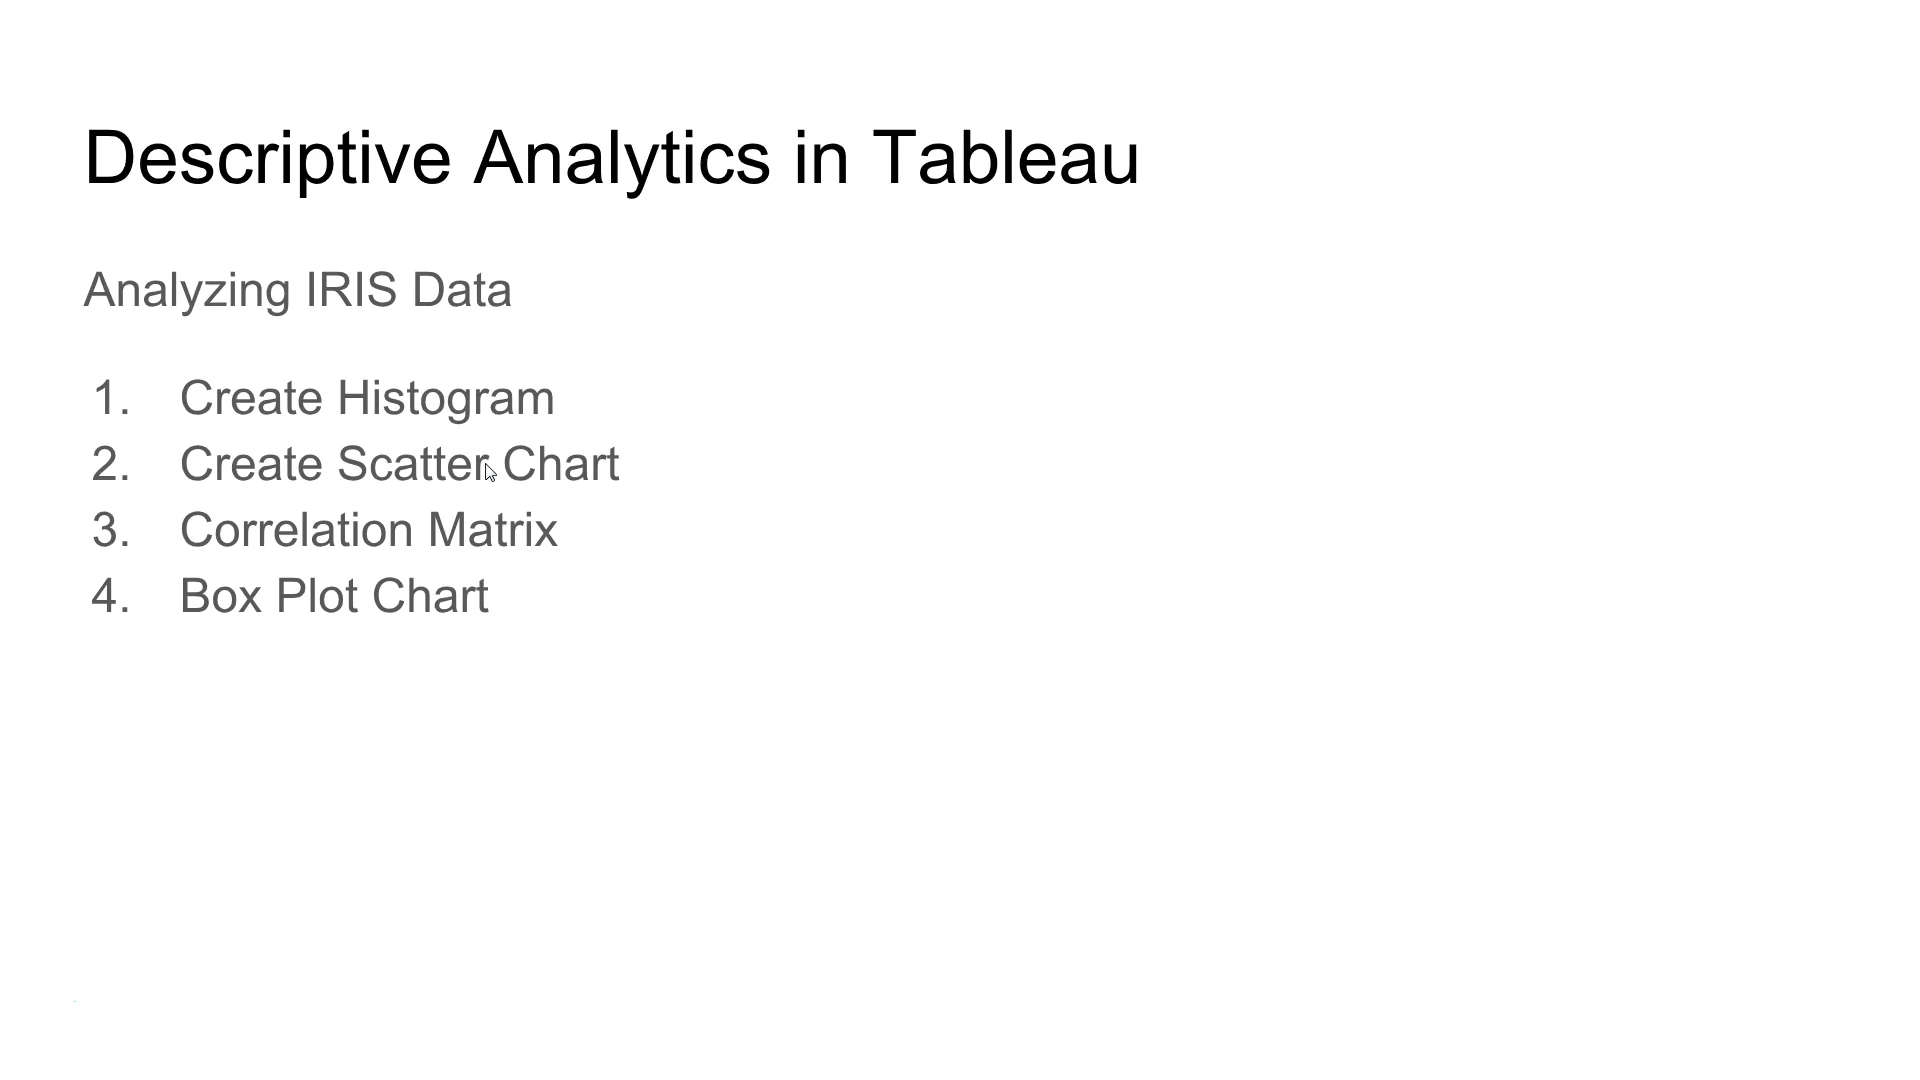 Descriptive Analytics in Tableau
Analyzing IRIS Data
1. Create Histogram
2. Create Scatter Chart
3. Correlation Matrix
4. Box Plot Chart